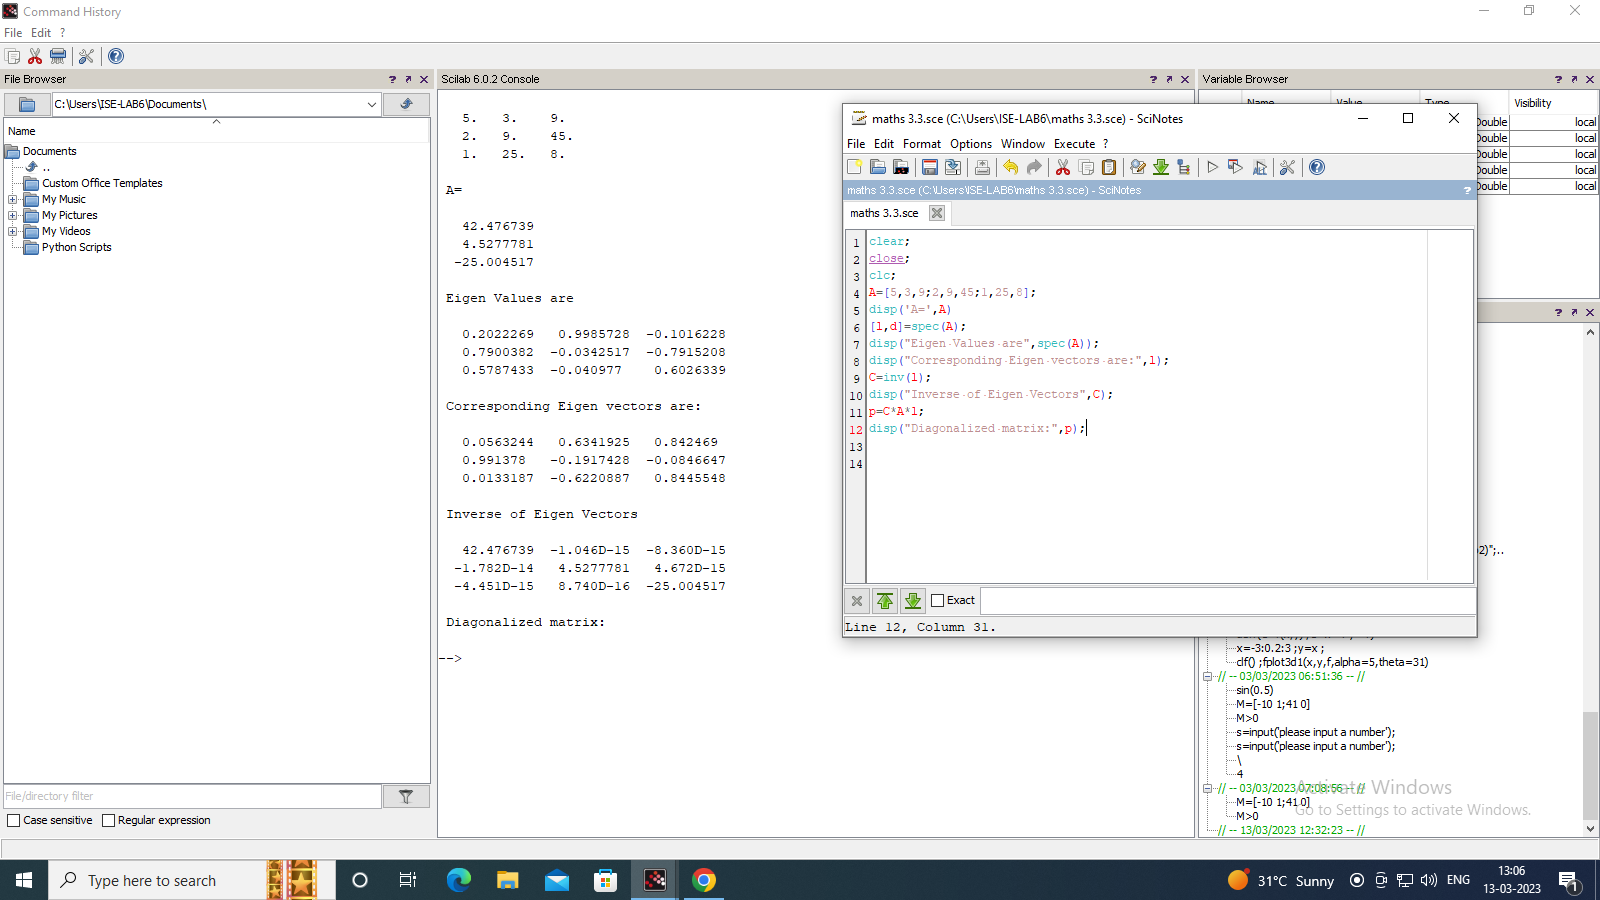 Command History
File Edit ?
File Browser ? ↗ ✕
C:\Users\ISE-LAB6\Documents\
Name
Documents
..
Custom Office Templates
My Music
My Pictures
My Videos
Python Scripts
File/directory filter
Case sensitive Regular expression
Scilab 6.0.2 Console ?
5. 3. 9.
2. 9. 45.
1. 25. 8.
A=
42.476739
4.5277781
-25.004517
Eigen Values are
0.2022269 0.9985728 -0.1016228
0.7900382 -0.0342517 -0.7915208
0.5787433 -0.040977 0.6026339
Corresponding Eigen vectors are:
0.0563244 0.6341925 0.842469
0.991378 -0.1917428 -0.0846647
0.0133187 -0.6220887 0.8445548
Inverse of Eigen Vectors
42.476739 -1.046D-15 -8.360D-15
-1.782D-14 4.5277781 4.672D-15
-4.451D-15 8.740D-16 -25.004517
Diagonalized matrix:
-->
maths 3.3.sce (C:\Users\ISE-LAB6\maths 3.3.sce) - SciNotes
File Edit Format Options Window Execute ?
maths 3.3.sce (C:\Users\ISE-LAB6\maths 3.3.sce) - SciNotes ?
maths 3.3.sce
1 clear;
2 close;
3 clc;
4 A=[5,3,9;2,9,45;1,25,8];
5 disp('A=',A)
6 [l,d]=spec(A);
7 disp("Eigen Values are",spec(A));
8 disp("Corresponding Eigen vectors are:",l);
9 C=inv(l);
10 disp("Inverse of Eigen Vectors",C);
11 p=C*A*l;
12 disp("Diagonalized matrix:",p);
13
14
Exact
Line 12, Column 31.
Variable Browser ?
Name Value Type Visibility
Double local
Double local
Double local
Double local
Double local
?
2)";..
x=-3:0.2:3 ;y=x ;
clf() ;fplot3d1(x,y,f,alpha=5,theta=31)
// -- 03/03/2023 06:51:36 -- //
sin(0.5)
M=[-10 1;41 0]
M>0
s=input('please input a number');
s=input('please input a number');
\
4
// -- 03/03/2023 07:08:56 -- //
M=[-10 1;41 0]
M>0
// -- 13/03/2023 12:32:23 -- //
Activate Windows
Go to Settings to activate Windows.
Type here to search
31°C Sunny
ENG
13:06
13-03-2023
1